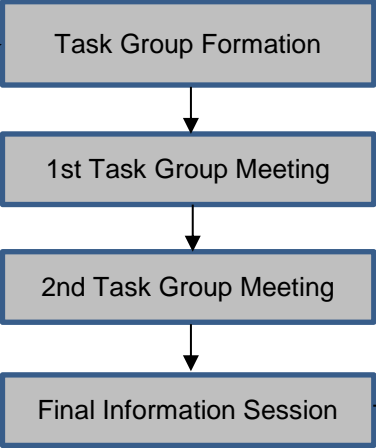 Task Group Formation
1st Task Group Meeting
2nd Task Group Meeting
Final Information Session